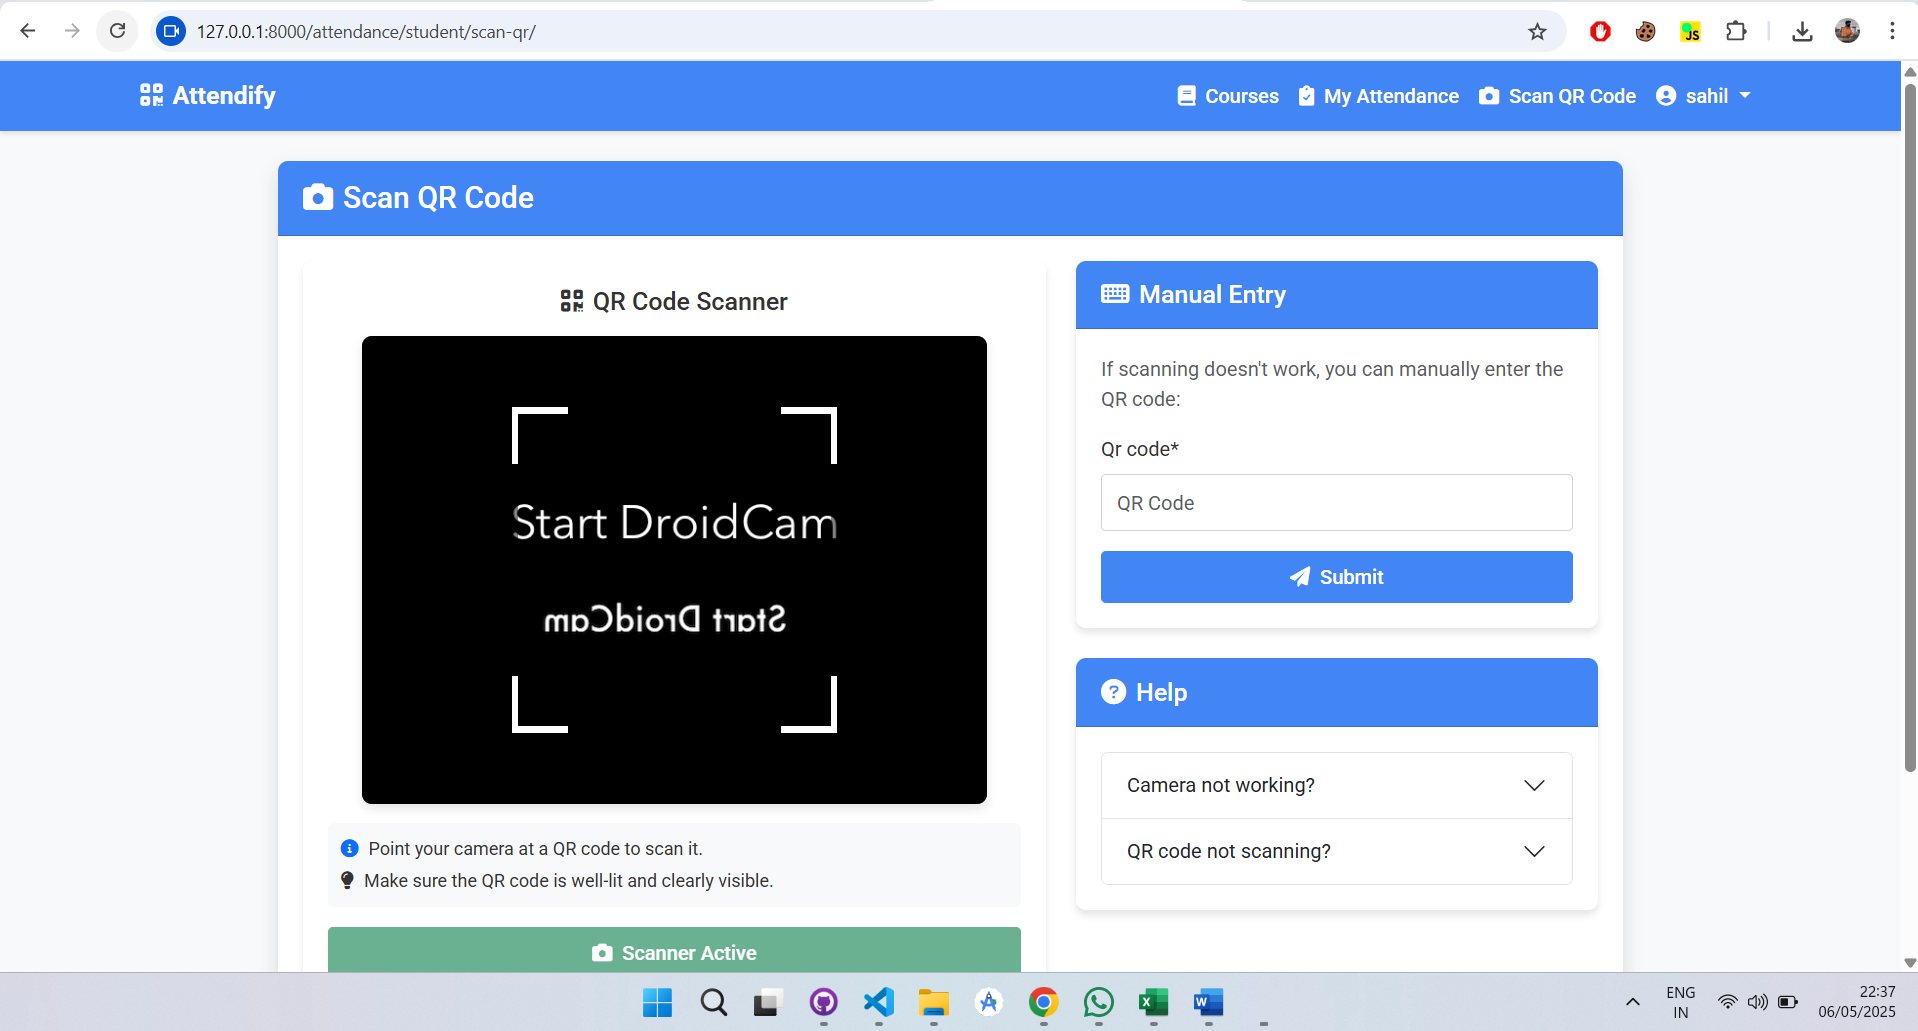 127.0.0.1:8000/attendance/student/scan-qr/
JS
Attendify
Courses
My Attendance
Scan QR Code
sahil
Scan QR Code
QR Code Scanner
Start DroidCam
Start DroidCam
Point your camera at a QR code to scan it.
Make sure the QR code is well-lit and clearly visible.
Scanner Active
Manual Entry
If scanning doesn't work, you can manually enter the
QR code:
Qr code*
QR Code
Submit
Help
Camera not working?
QR code not scanning?
ENG
IN
22:37
06/05/2025